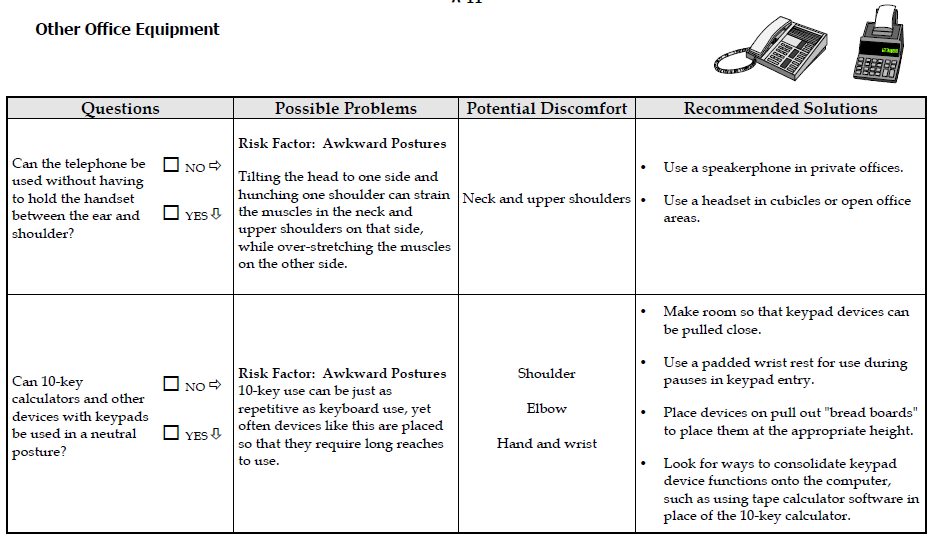 Other Office Equipment
Questions
Possible Problems
Potential Discomfort
Recommended Solutions
Can the telephone be
used without having
to hold the handset
between the ear and
shoulder?
☐ NO ⇨
☐ YES ⇩
Risk Factor: Awkward Postures
Tilting the head to one side and
hunching one shoulder can strain
the muscles in the neck and
upper shoulders on that side,
while over-stretching the muscles
on the other side.
Neck and upper shoulders
• Use a speakerphone in private offices.
• Use a headset in cubicles or open office
areas.
Can 10-key
calculators and other
devices with keypads
be used in a neutral
posture?
☐ NO ⇨
☐ YES ⇩
Risk Factor: Awkward Postures
10-key use can be just as
repetitive as keyboard use, yet
often devices like this are placed
so that they require long reaches
to use.
Shoulder
Elbow
Hand and wrist
• Make room so that keypad devices can
be pulled close.
• Use a padded wrist rest for use during
pauses in keypad entry.
• Place devices on pull out "bread boards"
to place them at the appropriate height.
• Look for ways to consolidate keypad
device functions onto the computer,
such as using tape calculator software in
place of the 10-key calculator.